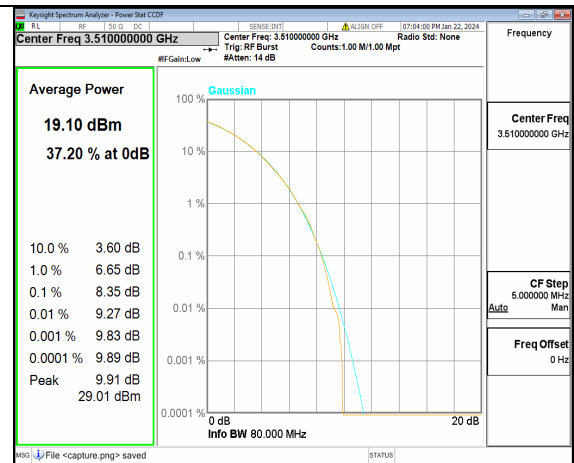 Keysight Spectrum Analyzer - Power Stat CCDF
RL RF 50 Ω DC SENSE:INT ALIGN OFF 07:04:00 PM Jan 22, 2024
Center Freq 3.510000000 GHz
Center Freq: 3.510000000 GHz Radio Std: None
Trig: RF Burst Counts:1.00 M/1.00 Mpt
#IFGain:Low #Atten: 14 dB
Frequency
Average Power
19.10 dBm
37.20 % at 0dB
10.0 % 3.60 dB
1.0 % 6.65 dB
0.1 % 8.35 dB
0.01 % 9.27 dB
0.001 % 9.83 dB
0.0001 % 9.89 dB
Peak 9.91 dB
29.01 dBm
Gaussian
100 %
10 %
1 %
0.1 %
0.01 %
0.001 %
0.0001 %
0 dB 20 dB
Info BW 80.000 MHz
Center Freq
3.510000000 GHz
CF Step
5.000000 MHz
Auto Man
Freq Offset
0 Hz
MSG File <capture.png> saved STATUS